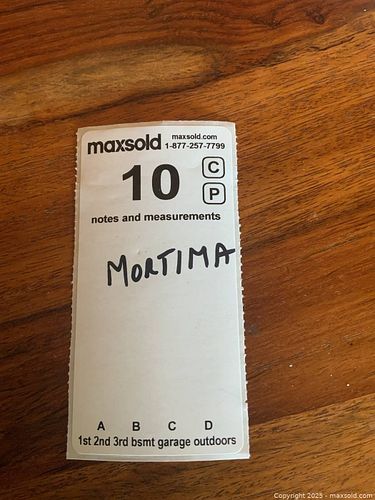 maxsold maxsold.com
1-877-257-7799
10 C
P
notes and measurements
MORTIMA
A B C D
1st 2nd 3rd bsmt garage outdoors
Copyright 2025 - maxsold.com